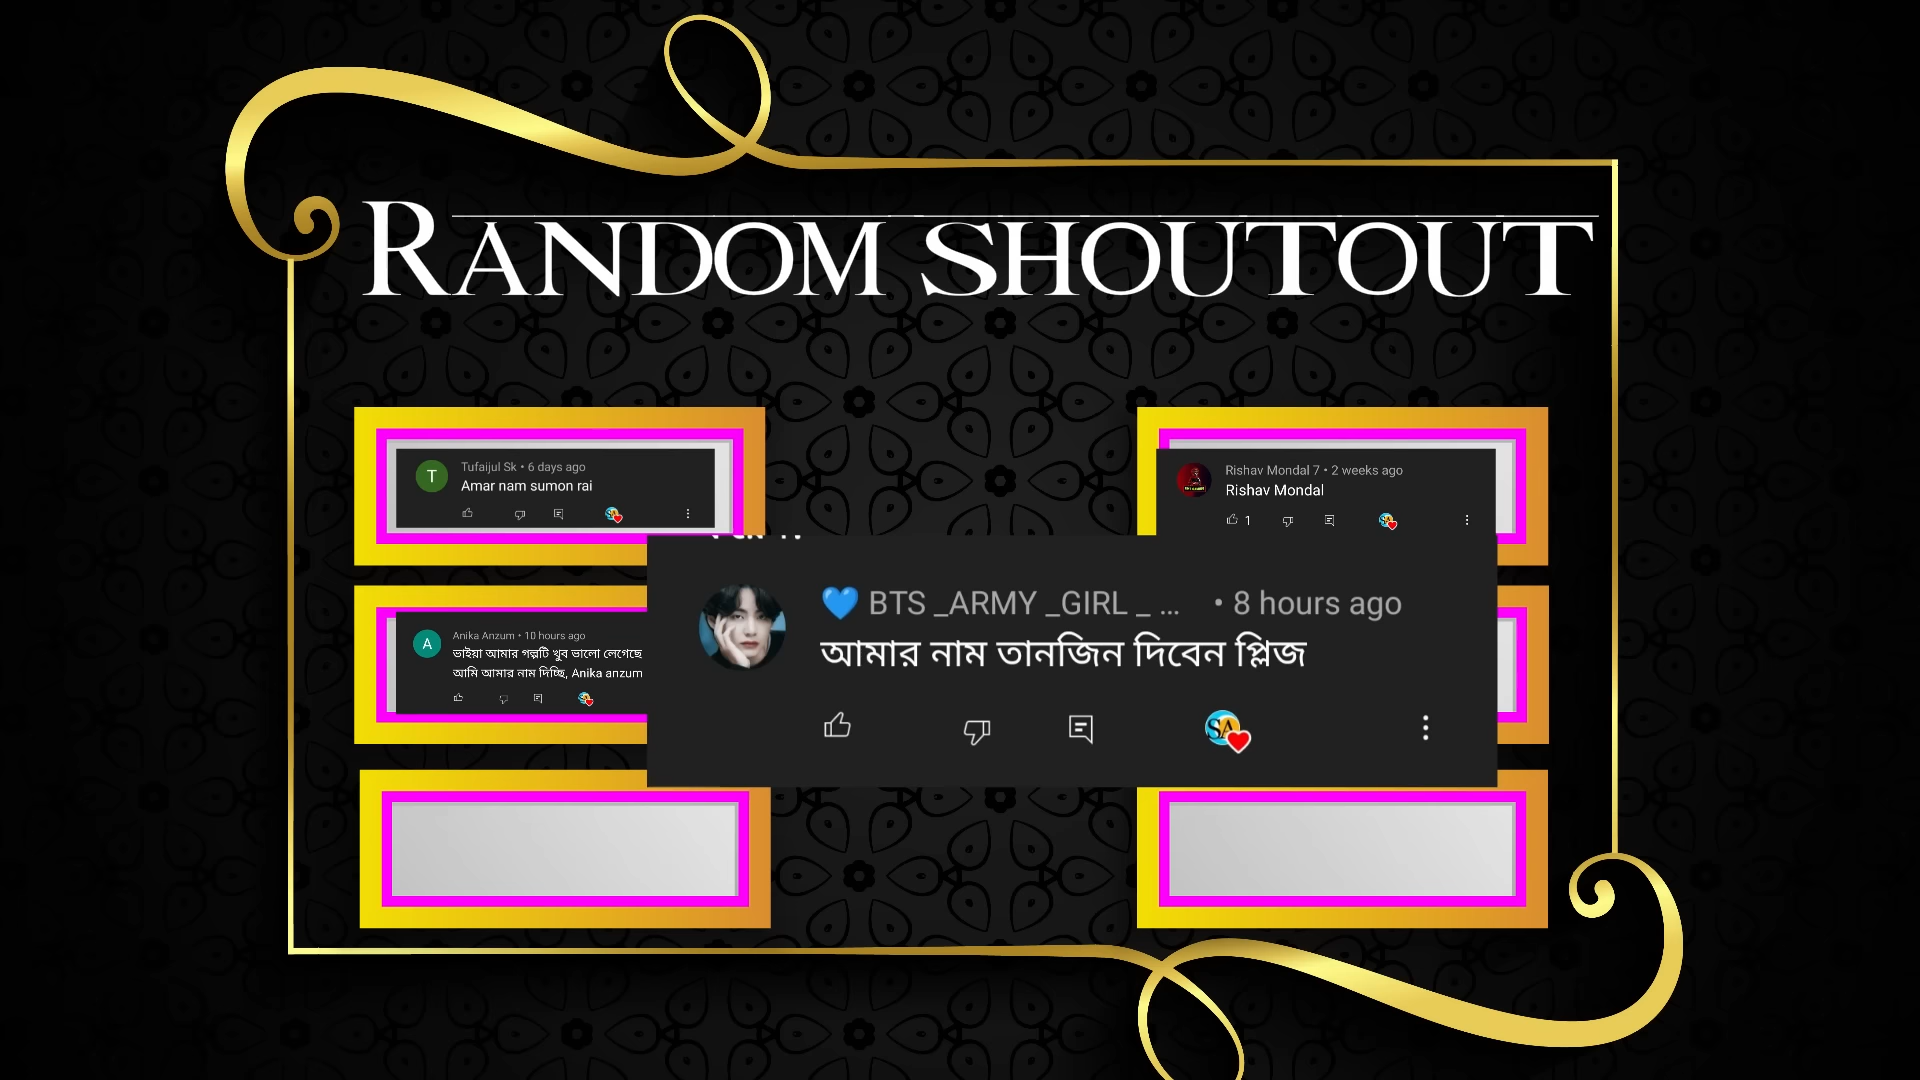 RANDOM SHOUTOUT
T
Tufaijul Sk • 6 days ago
Amar nam sumon rai
Rishav Mondal 7 • 2 weeks ago
Rishav Mondal
1
A
Anika Anzum • 10 hours ago
ভাইয়া আমার গল্পটি খুব ভালো লেগেছে
আমি আমার নাম দিচ্ছি, Anika anzum
💙 BTS _ARMY _GIRL _ ... • 8 hours ago
আমার নাম তানজিন দিবেন প্লিজ
SA